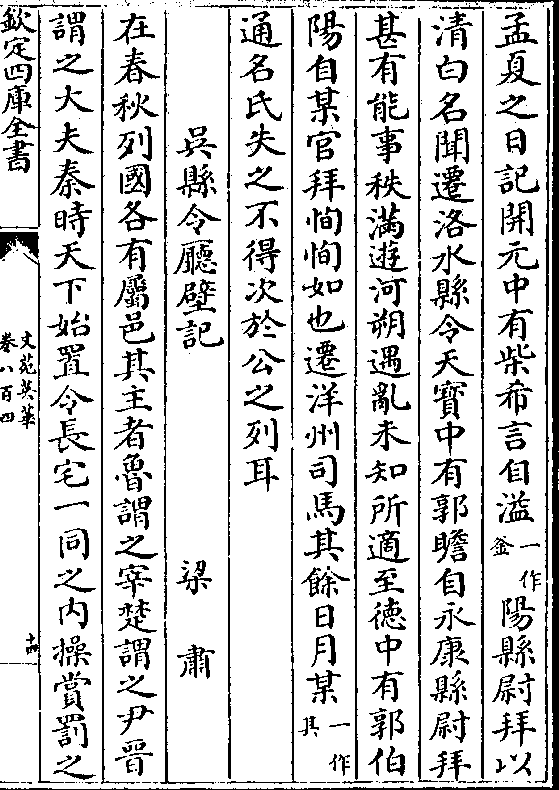 孟夏之日記開元中有柴希言自溢一作釡陽縣尉拜以
清白名聞遷洛水縣令天寶中有郭瞻自永康縣尉拜
甚有能事秩滿遊河朔遇亂未知所適至德中有郭伯
陽自某官拜恂恂如也遷洋州司馬其餘日月某一作其
通名氏失之不得次於公之列耳
吳縣令廳壁記 梁肅
在春秋列國各有屬邑其主者魯謂之宰楚謂之尹晉
謂之大夫秦時天下始置令長宅一同之内操賞罰之
欽定四庫全書
文苑英華
卷八百四
十四